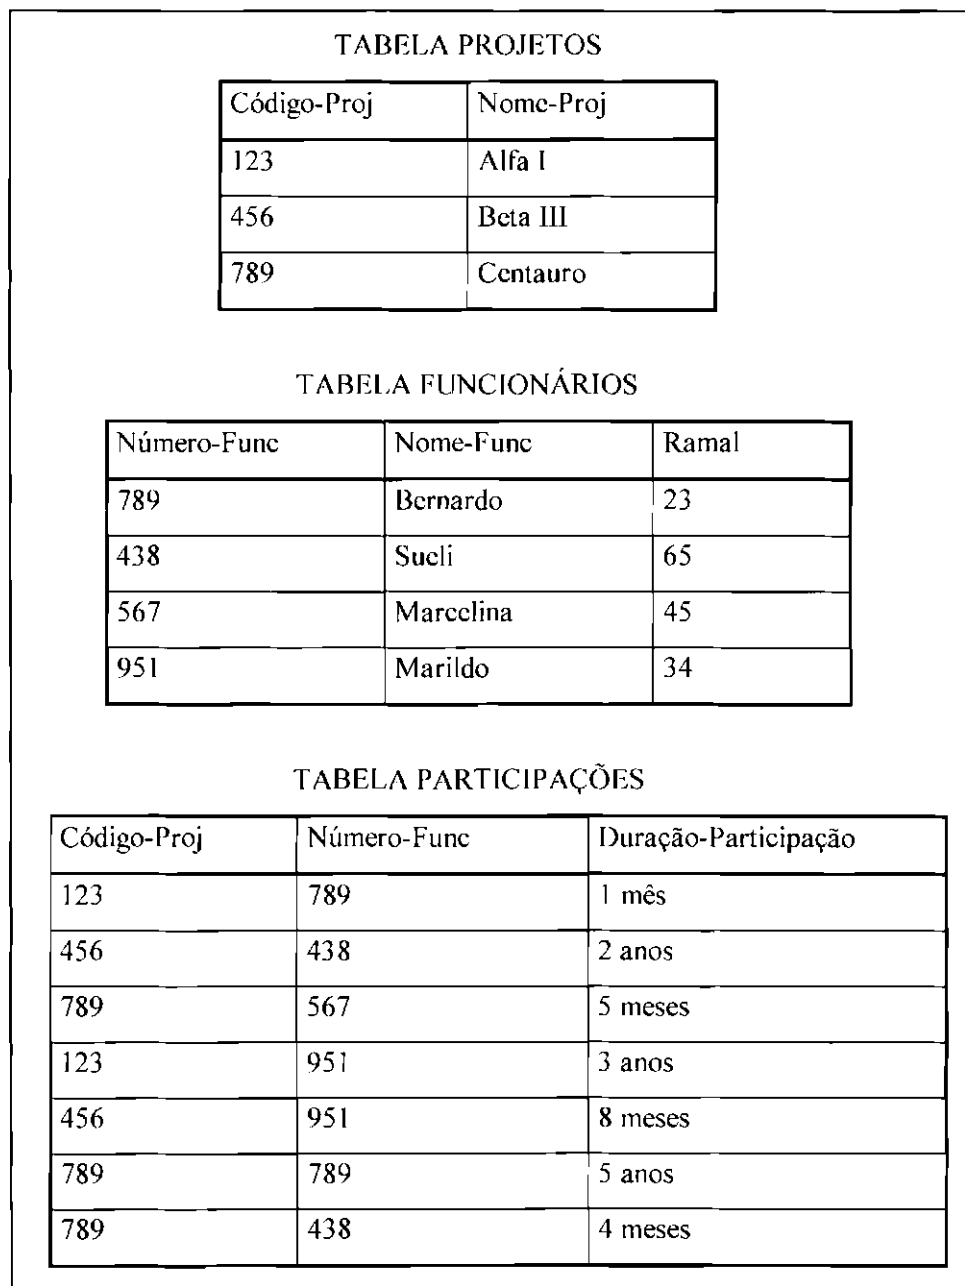 TABELA PROJETOS
Código-Proj Nome-Proj
123 Alfa I
456 Beta III
789 Centauro
TABELA FUNCIONÁRIOS
Número-Func Nome-Func Ramal
789 Bernardo 23
438 Sueli 65
567 Marcelina 45
951 Marildo 34
TABELA PARTICIPAÇÕES
Código-Proj Número-Func Duração-Participação
123 789 1 mês
456 438 2 anos
789 567 5 meses
123 951 3 anos
456 951 8 meses
789 789 5 anos
789 438 4 meses